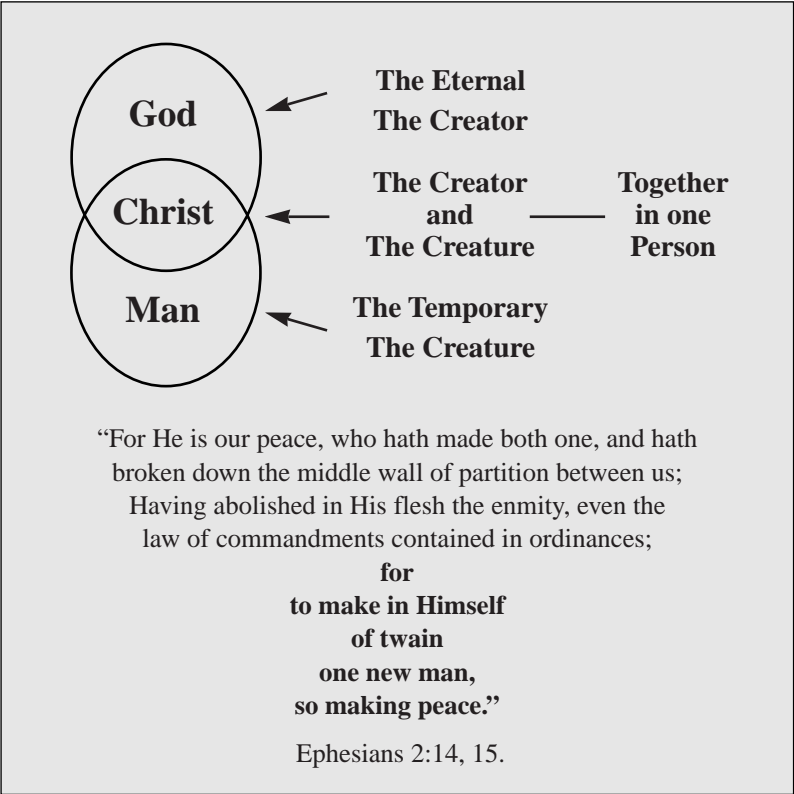 God
The Eternal
The Creator
Christ
The Creator
and
The Creature
Together
in one
Person
Man
The Temporary
The Creature
“For He is our peace, who hath made both one, and hath
broken down the middle wall of partition between us;
Having abolished in His flesh the enmity, even the
law of commandments contained in ordinances;
for
to make in Himself
of twain
one new man,
so making peace.”
Ephesians 2:14, 15.